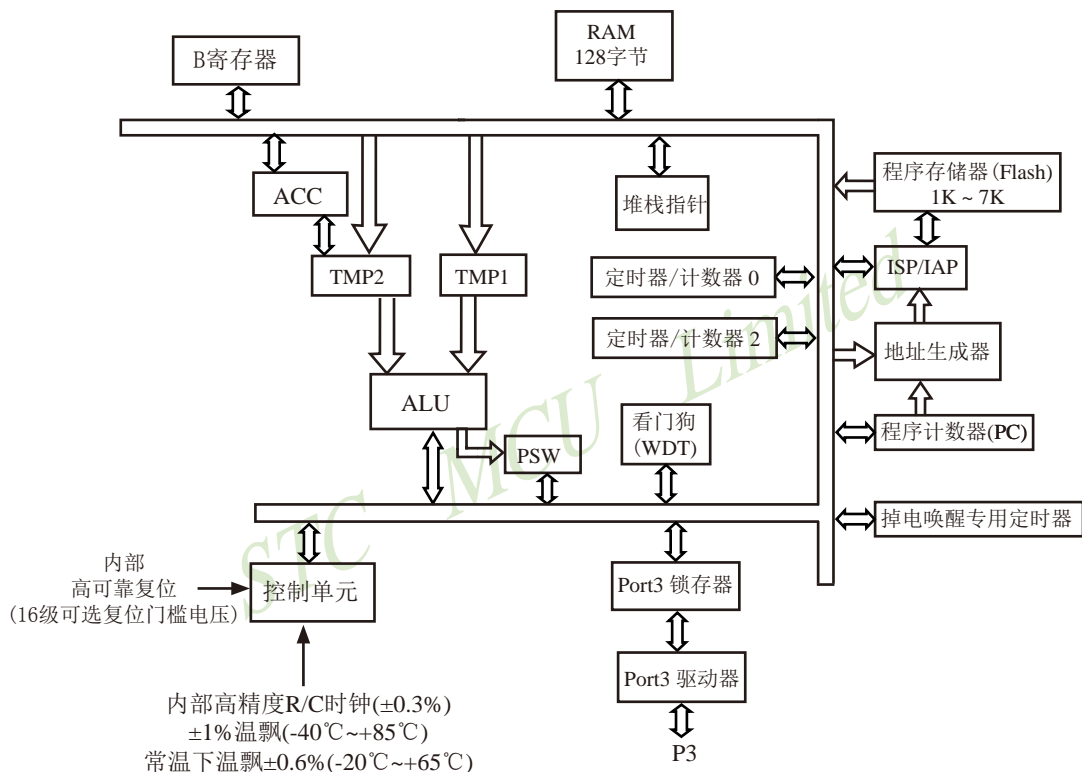 B寄存器
RAM
128字节
ACC
堆栈指针
程序存储器(Flash)
1K ~ 7K
TMP2
TMP1
定时器/计数器 0
ISP/IAP
定时器/计数器 2
地址生成器
ALU
看门狗
(WDT)
程序计数器(PC)
PSW
掉电唤醒专用定时器
内部
高可靠复位
(16级可选复位门槛电压)
控制单元
Port3 锁存器
内部高精度R/C时钟(±0.3%)
±1%温飘(-40℃~+85℃)
常温下温飘±0.6%(-20℃~+65℃)
Port3 驱动器
P3
STC MCU Limited